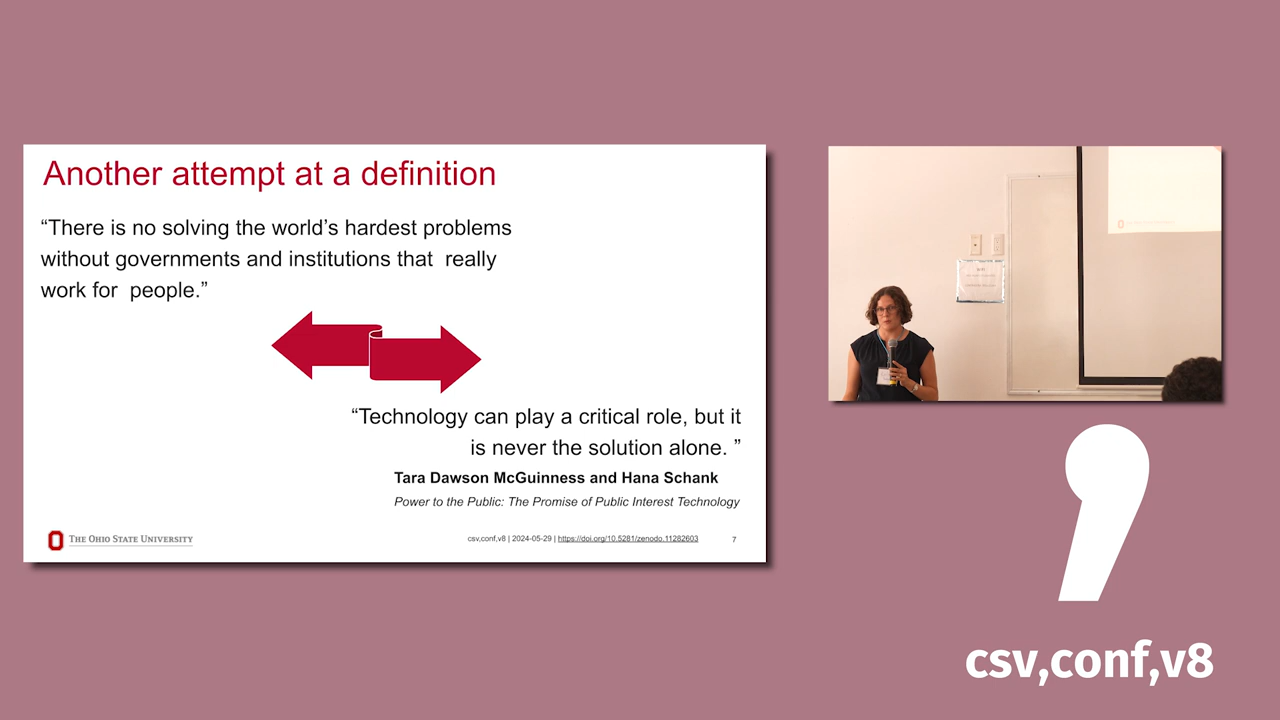 Another attempt at a definition
“There is no solving the world’s hardest problems
without governments and institutions that  really
work for  people.”
“Technology can play a critical role, but it
is never the solution alone. ”
Tara Dawson McGuinness and Hana Schank
Power to the Public: The Promise of Public Interest Technology
THE OHIO STATE UNIVERSITY
csv,conf,v8 | 2024-05-29 | https://doi.org/10.5281/zenodo.11282603
7
csv,conf,v8